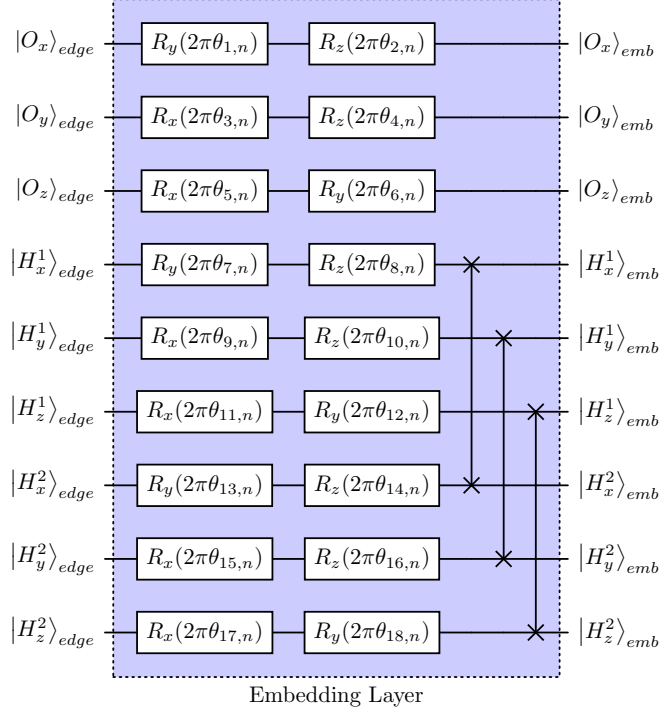 |O_x⟩_edge R_y(2πθ_{1,n}) R_z(2πθ_{2,n}) |O_x⟩_emb
|O_y⟩_edge R_x(2πθ_{3,n}) R_z(2πθ_{4,n}) |O_y⟩_emb
|O_z⟩_edge R_x(2πθ_{5,n}) R_y(2πθ_{6,n}) |O_z⟩_emb
|H_x^1⟩_edge R_y(2πθ_{7,n}) R_z(2πθ_{8,n}) |H_x^1⟩_emb
|H_y^1⟩_edge R_x(2πθ_{9,n}) R_z(2πθ_{10,n}) |H_y^1⟩_emb
|H_z^1⟩_edge R_x(2πθ_{11,n}) R_y(2πθ_{12,n}) |H_z^1⟩_emb
|H_x^2⟩_edge R_y(2πθ_{13,n}) R_z(2πθ_{14,n}) |H_x^2⟩_emb
|H_y^2⟩_edge R_x(2πθ_{15,n}) R_z(2πθ_{16,n}) |H_y^2⟩_emb
|H_z^2⟩_edge R_x(2πθ_{17,n}) R_y(2πθ_{18,n}) |H_z^2⟩_emb
Embedding Layer